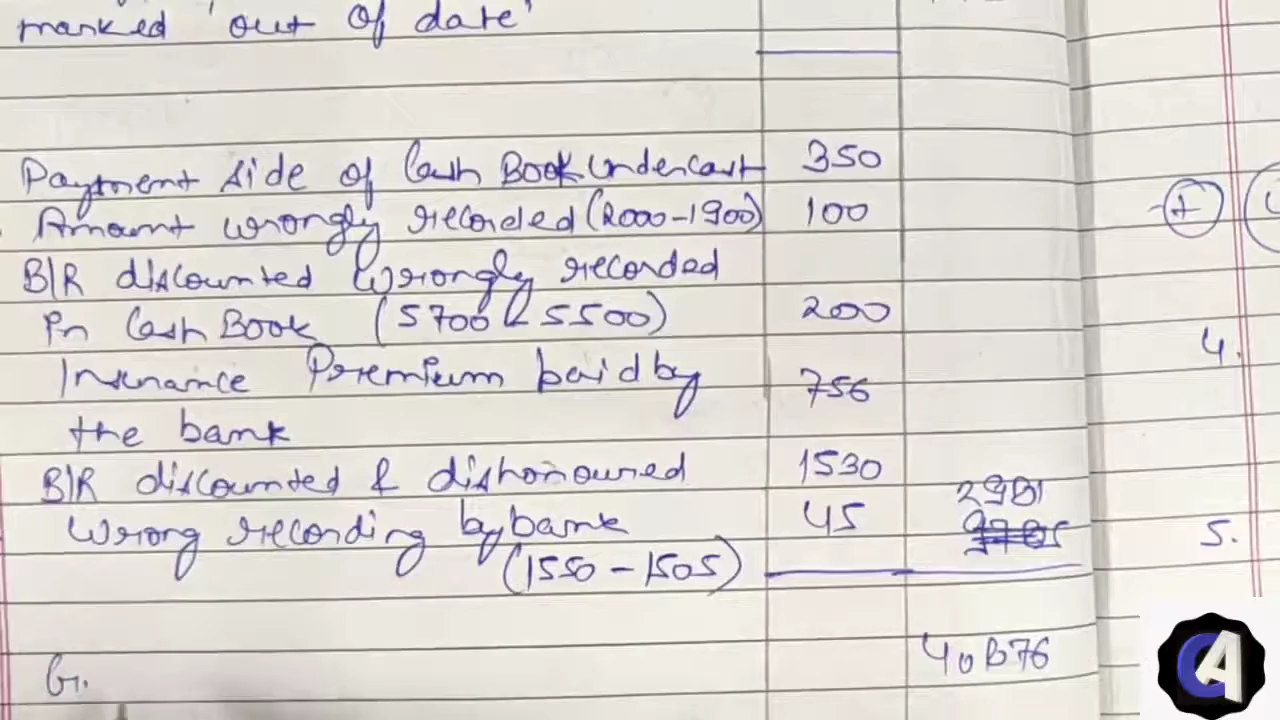 marked 'out of date'
Payment side of Cash Book Undercast 350
Amount wrongly recorded (2000-1900) 100
B/R discounted wrongly recorded
in Cash Book (5700 - 5500) 200
Insurance Premium paid by 756
the bank
B/R discounted & dishonoured 1530
2981
Wrong recording by bank 45
(1550 - 1505)
40876
+
4.
5.
CA